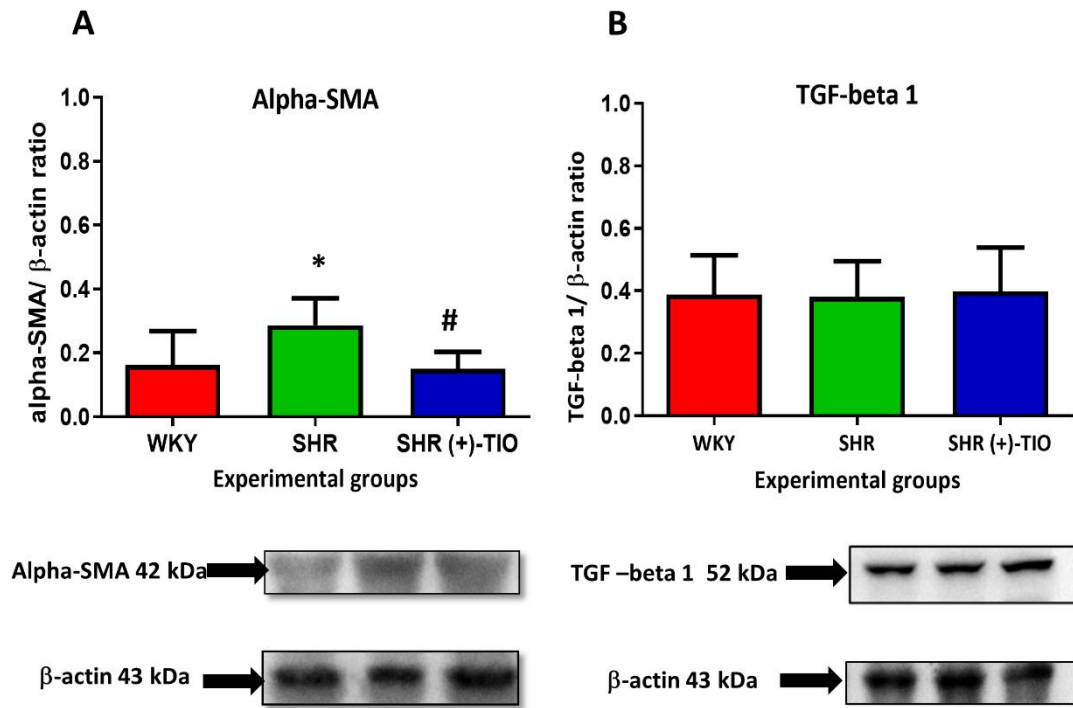 A
Alpha-SMA
alpha-SMA/ β-actin ratio
1.0
0.8
0.6
0.4
0.2
0.0
*
#
WKY SHR SHR (+)-TIO
Experimental groups
Alpha-SMA 42 kDa
β-actin 43 kDa
B
TGF-beta 1
TGF-beta 1/ β-actin ratio
1.0
0.8
0.6
0.4
0.2
0.0
WKY SHR SHR (+)-TIO
Experimental groups
TGF –beta 1 52 kDa
β-actin 43 kDa